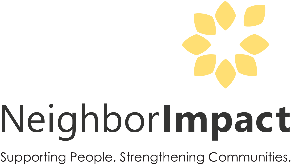 NeighborImpact
Supporting People, Strengthening Communities.